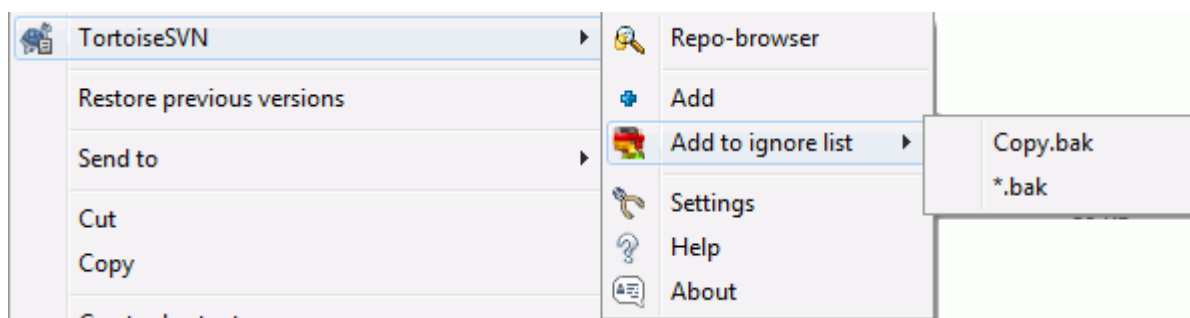 TortoiseSVN
Restore previous versions
Send to
Cut
Copy
Repo-browser
Add
Add to ignore list
Settings
Help
About
Copy.bak
*.bak